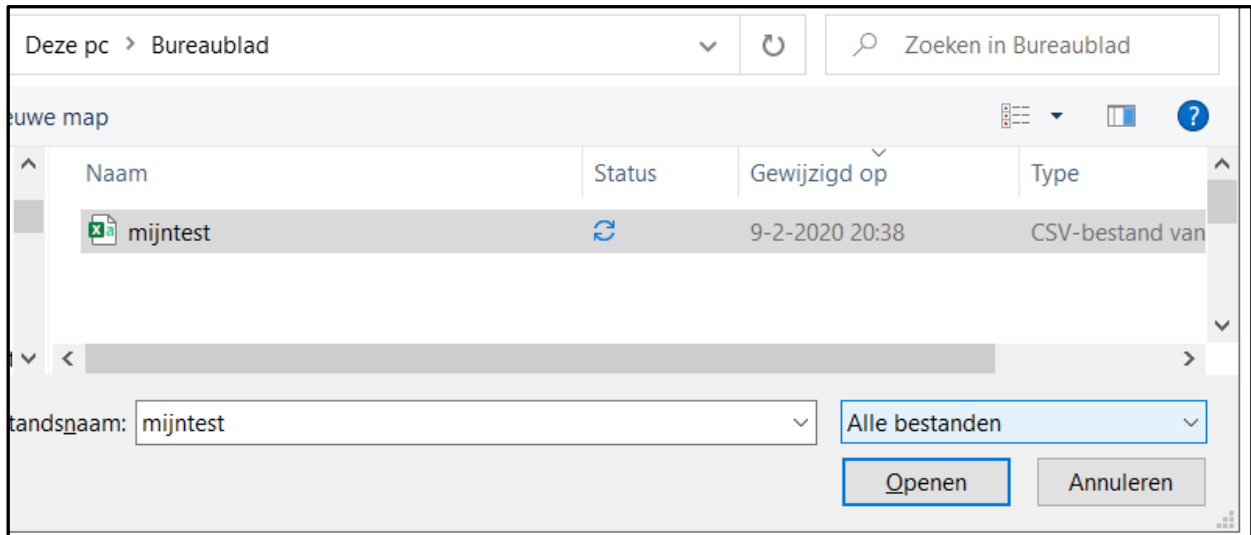 Deze pc > Bureaublad
Zoeken in Bureaublad
euwe map
Naam Status Gewijzigd op Type
mijntest 9-2-2020 20:38 CSV-bestand van
tandsnaam: mijntest Alle bestanden
Openen Annuleren